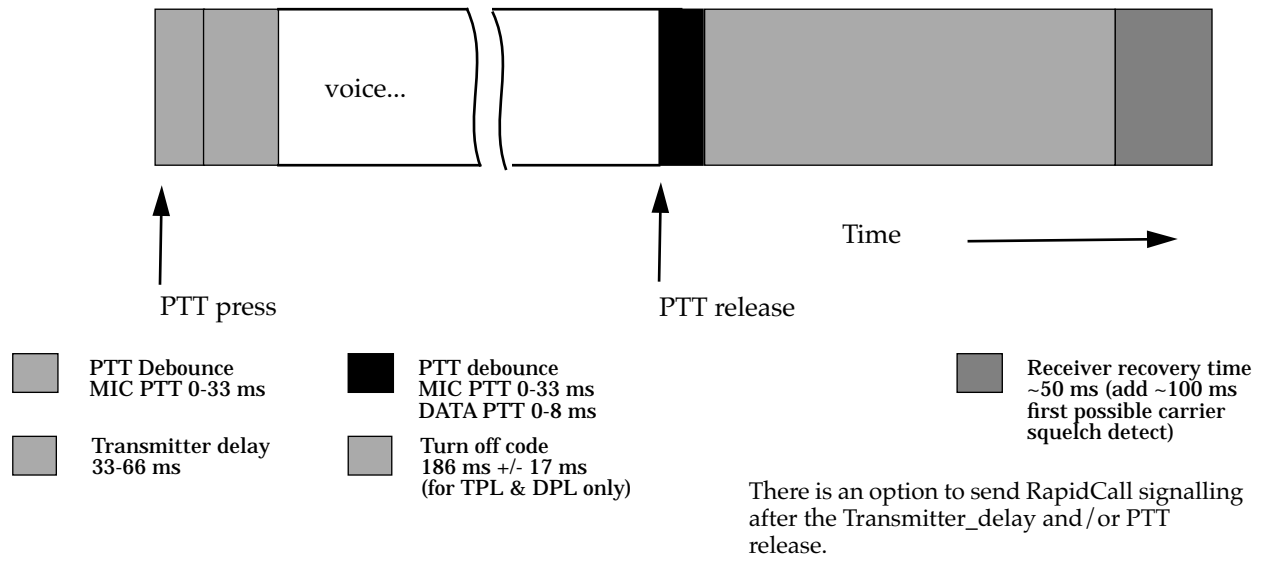 voice...
Time
PTT press
PTT release
PTT Debounce
MIC PTT 0-33 ms
PTT debounce
MIC PTT 0-33 ms
DATA PTT 0-8 ms
Receiver recovery time
~50 ms (add ~100 ms
first possible carrier
squelch detect)
Transmitter delay
33-66 ms
Turn off code
186 ms +/- 17 ms
(for TPL & DPL only)
There is an option to send RapidCall signalling
after the Transmitter_delay and/or PTT
release.